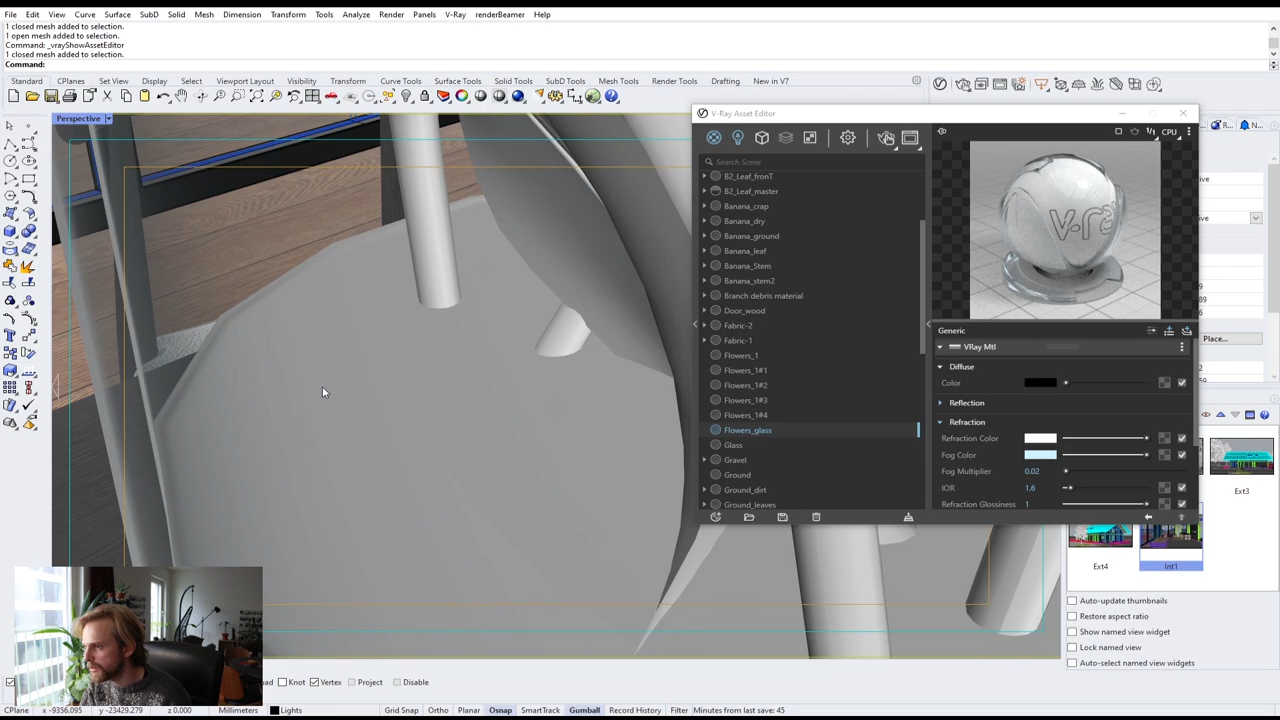 File Edit View Curve Surface SubD Solid Mesh Dimension Transform Tools Analyze Render Panels V-Ray renderBeamer Help
1 closed mesh added to selection.
1 open mesh added to selection.
Command: _vrayShowAssetEditor
1 closed mesh added to selection.
Command:
Standard CPlanes Set View Display Select Viewport Layout Visibility Transform Curve Tools Surface Tools Solid Tools SubD Tools Mesh Tools Render Tools Drafting New in V7
Perspective
V-Ray Asset Editor
R... N...
CPU
Search Scene
B2_Leaf_fronT
B2_Leaf_master
Banana_crap
Banana_dry
Banana_ground
Banana_leaf
Banana_Stem
Banana_stem2
Branch debris material
Door_wood
Fabric-2
Fabric-1
Flowers_1
Flowers_1#1
Flowers_1#2
Flowers_1#3
Flowers_1#4
Flowers_glass
Glass
Gravel
Ground
Ground_dirt
Ground_leaves
Generic
VRay Mtl
Diffuse
Color
Reflection
Refraction
Refraction Color
Fog Color
Fog Multiplier 0.02
IOR 1.6
Refraction Glossiness 1
Place...
Ext3
Ext4 Int1
Auto-update thumbnails
Restore aspect ratio
Show named view widget
Lock named view
Auto-select named view widgets
Knot Vertex Project Disable
CPlane x -9356.095 y -23429.279 z 0.000 Millimeters Lights Grid Snap Ortho Planar Osnap SmartTrack Gumball Record History Filter Minutes from last save: 45